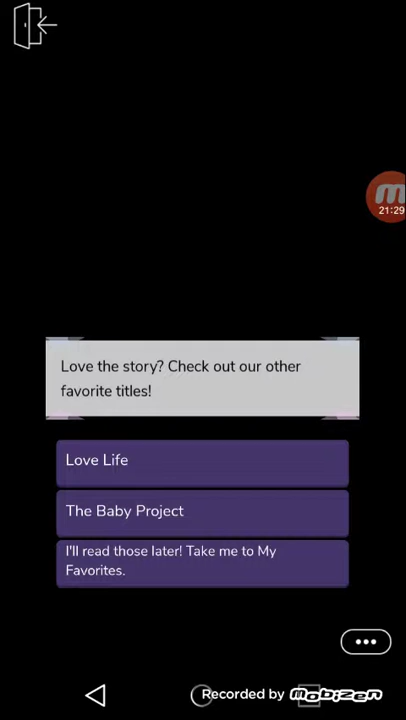 21:29
Love the story? Check out our other
favorite titles!
Love Life
The Baby Project
I'll read those later! Take me to My
Favorites.
Recorded by Mobizen